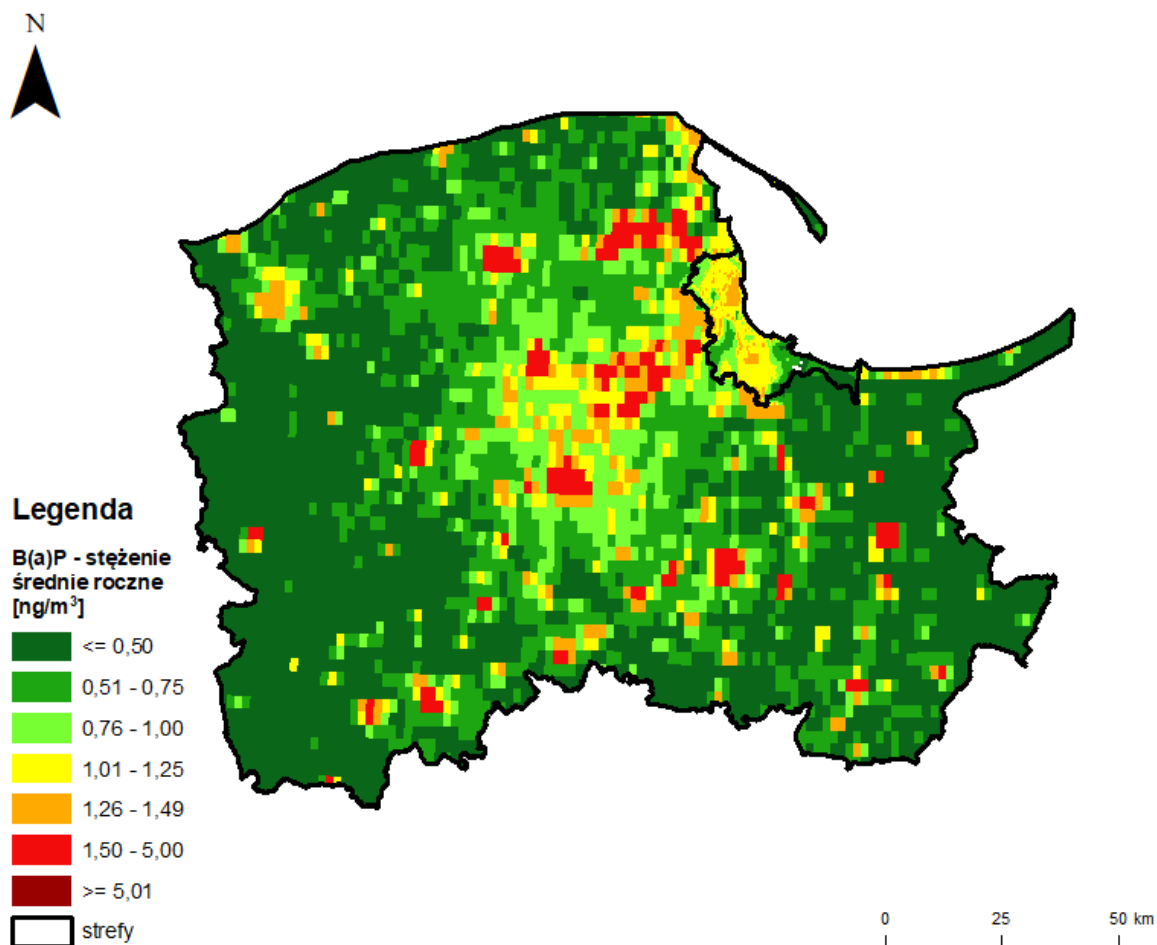 N
Legenda
B(a)P - stężenie
średnie roczne
[ng/m³]
<= 0,50
0,51 - 0,75
0,76 - 1,00
1,01 - 1,25
1,26 - 1,49
1,50 - 5,00
>= 5,01
strefy
0 25 50 km